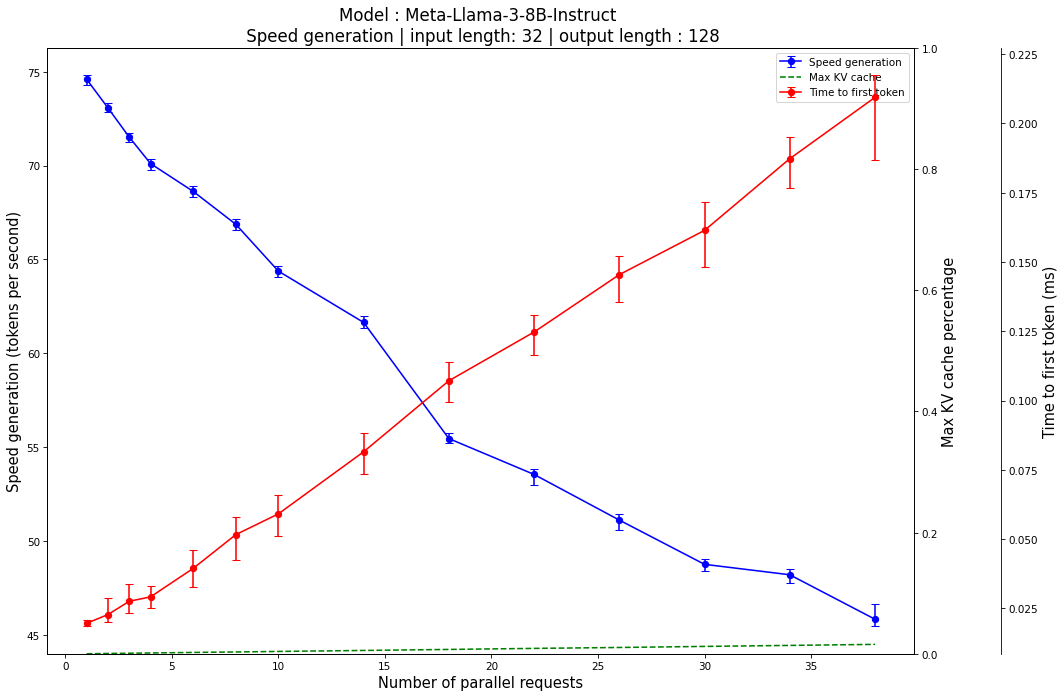 Model : Meta-Llama-3-8B-Instruct
Speed generation | input length: 32 | output length : 128
Speed generation
Max KV cache
Time to first token
Speed generation (tokens per second)
75
70
65
60
55
50
45
1.0
0.8
0.6
0.4
0.2
0.0
Max KV cache percentage
0.225
0.200
0.175
0.150
0.125
0.100
0.075
0.050
0.025
Time to first token (ms)
0 5 10 15 20 25 30 35
Number of parallel requests